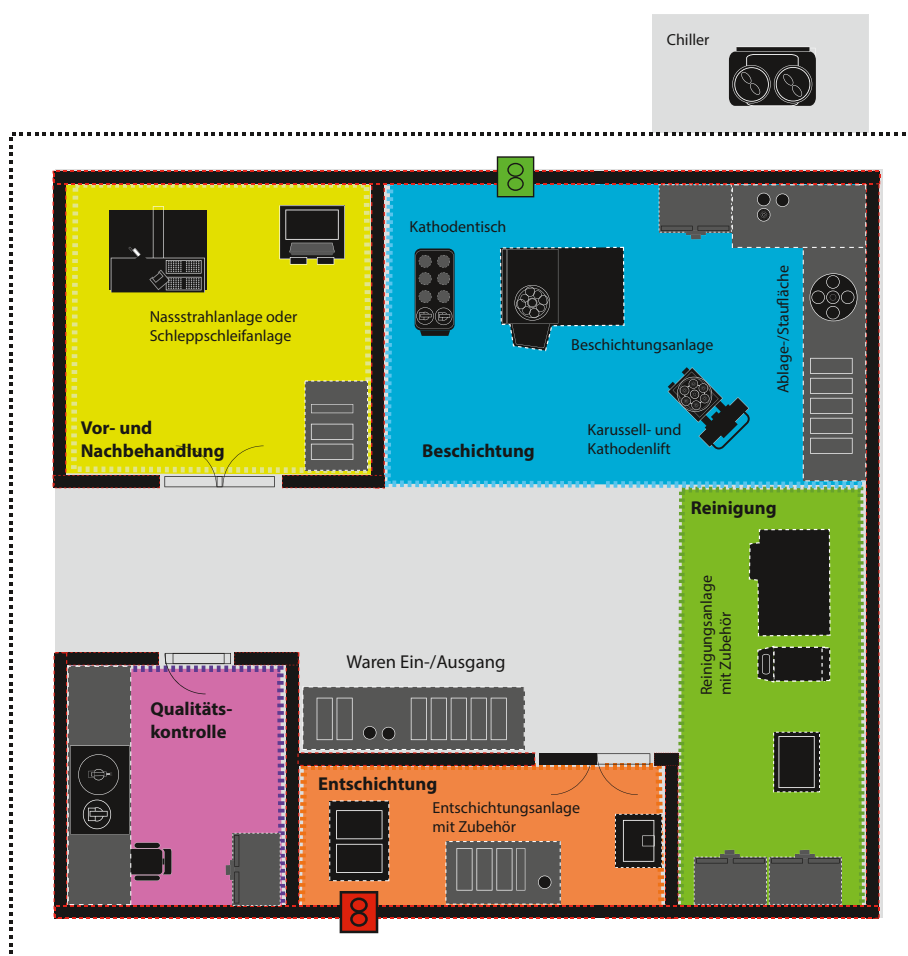 Chiller
Kathodentisch
Nassstrahlanlage oder
Schleppschleifanlage
Beschichtungsanlage
Ablage-/Staufläche
Karussell- und
Kathodenlift
Vor- und
Nachbehandlung
Beschichtung
Reinigung
Reinigungsanlage
mit Zubehör
Waren Ein-/Ausgang
Qualitäts-
kontrolle
Entschichtung
Entschichtungsanlage
mit Zubehör